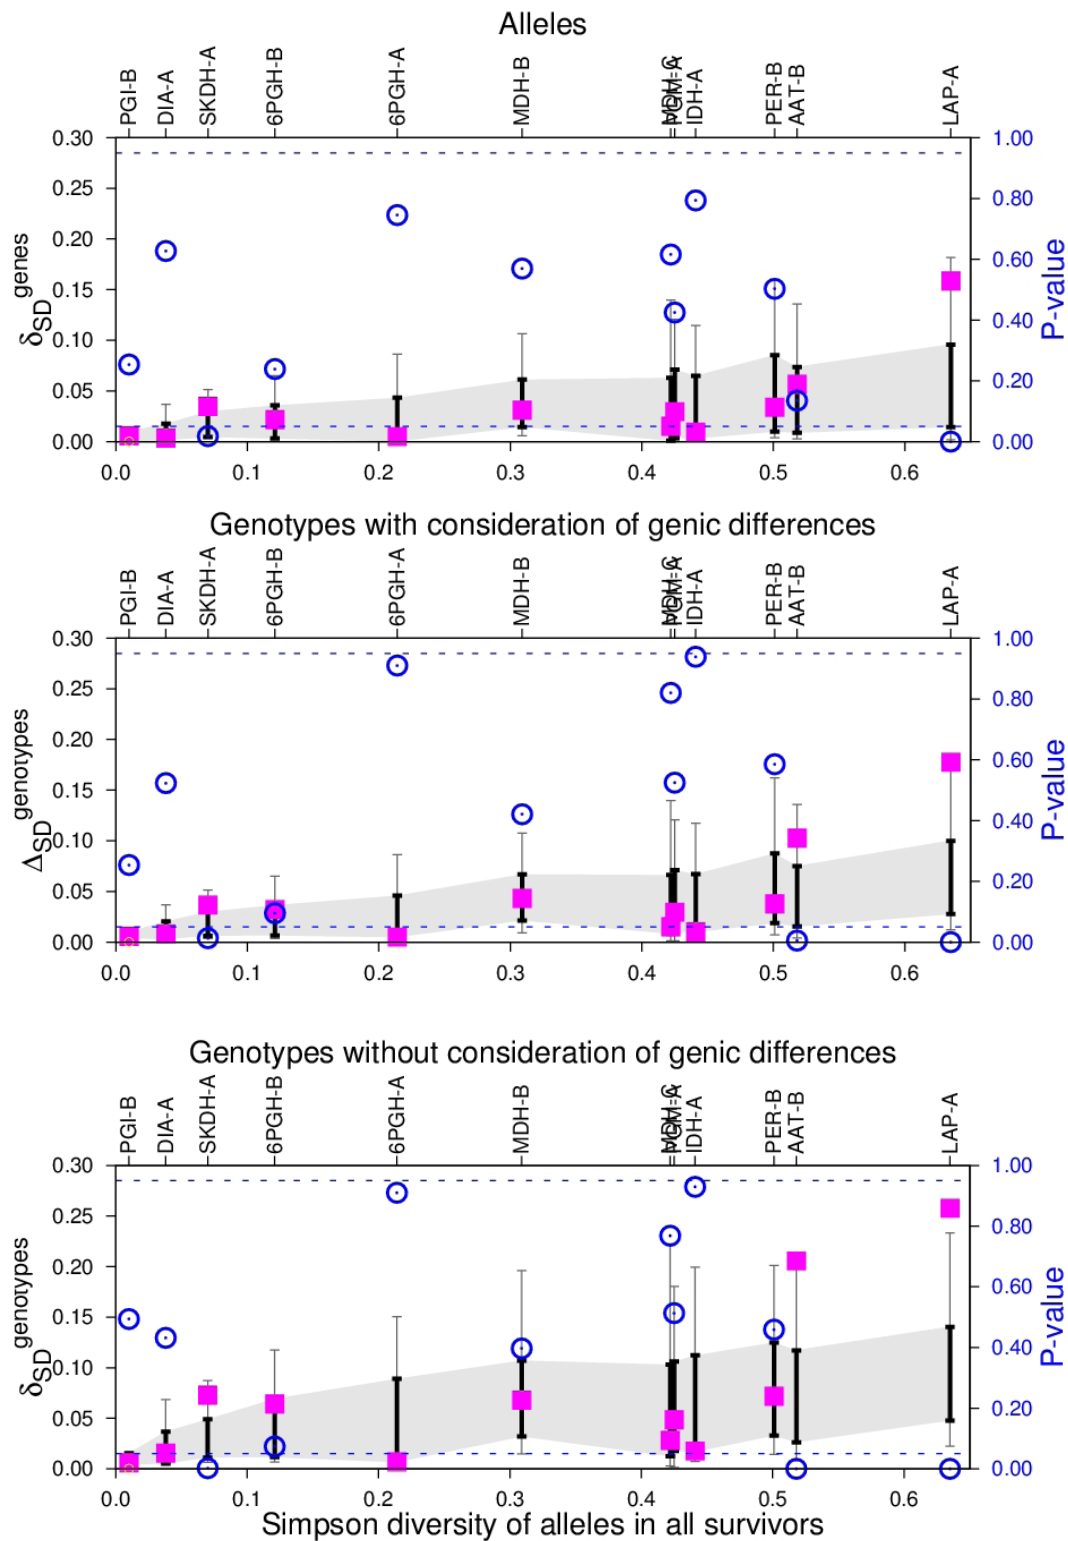 Alleles
PGI-B DIA-A SKDH-A 6PGH-B 6PGH-A MDH-B MDH-C PGM-A IDH-A PER-B AAT-B LAP-A
0.30 1.00
0.25
0.80
0.20
0.60
0.15
0.40
0.10
0.20
0.05
0.00 0.00
δSD genes
P-value
0.0 0.1 0.2 0.3 0.4 0.5 0.6
Genotypes with consideration of genic differences
PGI-B DIA-A SKDH-A 6PGH-B 6PGH-A MDH-B MDH-C PGM-A IDH-A PER-B AAT-B LAP-A
0.30 1.00
0.25
0.80
0.20
0.60
0.15
0.40
0.10
0.20
0.05
0.00 0.00
ΔSD genotypes
P-value
0.0 0.1 0.2 0.3 0.4 0.5 0.6
Genotypes without consideration of genic differences
PGI-B DIA-A SKDH-A 6PGH-B 6PGH-A MDH-B MDH-C PGM-A IDH-A PER-B AAT-B LAP-A
0.30 1.00
0.25
0.80
0.20
0.60
0.15
0.40
0.10
0.20
0.05
0.00 0.00
δSD genotypes
P-value
0.0 0.1 0.2 0.3 0.4 0.5 0.6
Simpson diversity of alleles in all survivors